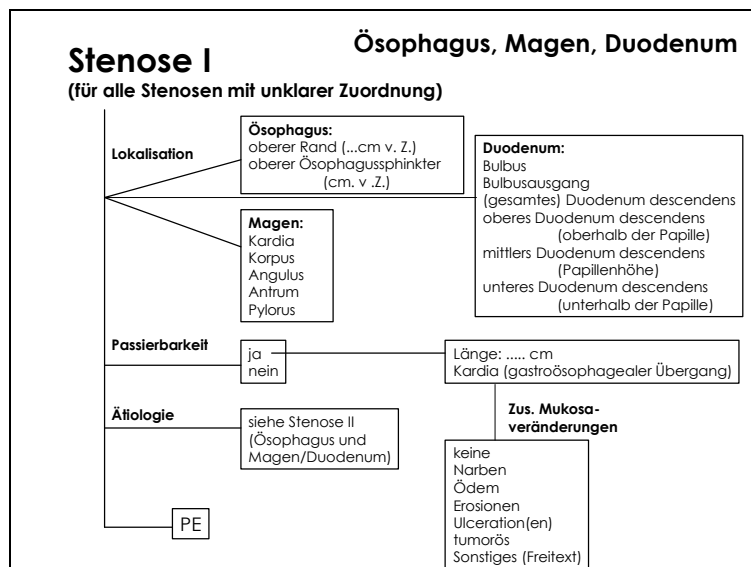 Ösophagus, Magen, Duodenum
Stenose I
(für alle Stenosen mit unklarer Zuordnung)
Lokalisation
Ösophagus:
oberer Rand (...cm v. Z.)
oberer Ösophagussphinkter
(cm. v .Z.)
Duodenum:
Bulbus
Bulbusausgang
(gesamtes) Duodenum descendens
oberes Duodenum descendens
(oberhalb der Papille)
mittlers Duodenum descendens
(Papillenhöhe)
unteres Duodenum descendens
(unterhalb der Papille)
Magen:
Kardia
Korpus
Angulus
Antrum
Pylorus
Passierbarkeit
ja
nein
Länge: ..... cm
Kardia (gastroösophagealer Übergang)
Ätiologie
siehe Stenose II
(Ösophagus und
Magen/Duodenum)
Zus. Mukosa-
veränderungen
keine
Narben
Ödem
Erosionen
Ulceration(en)
tumorös
Sonstiges (Freitext)
PE